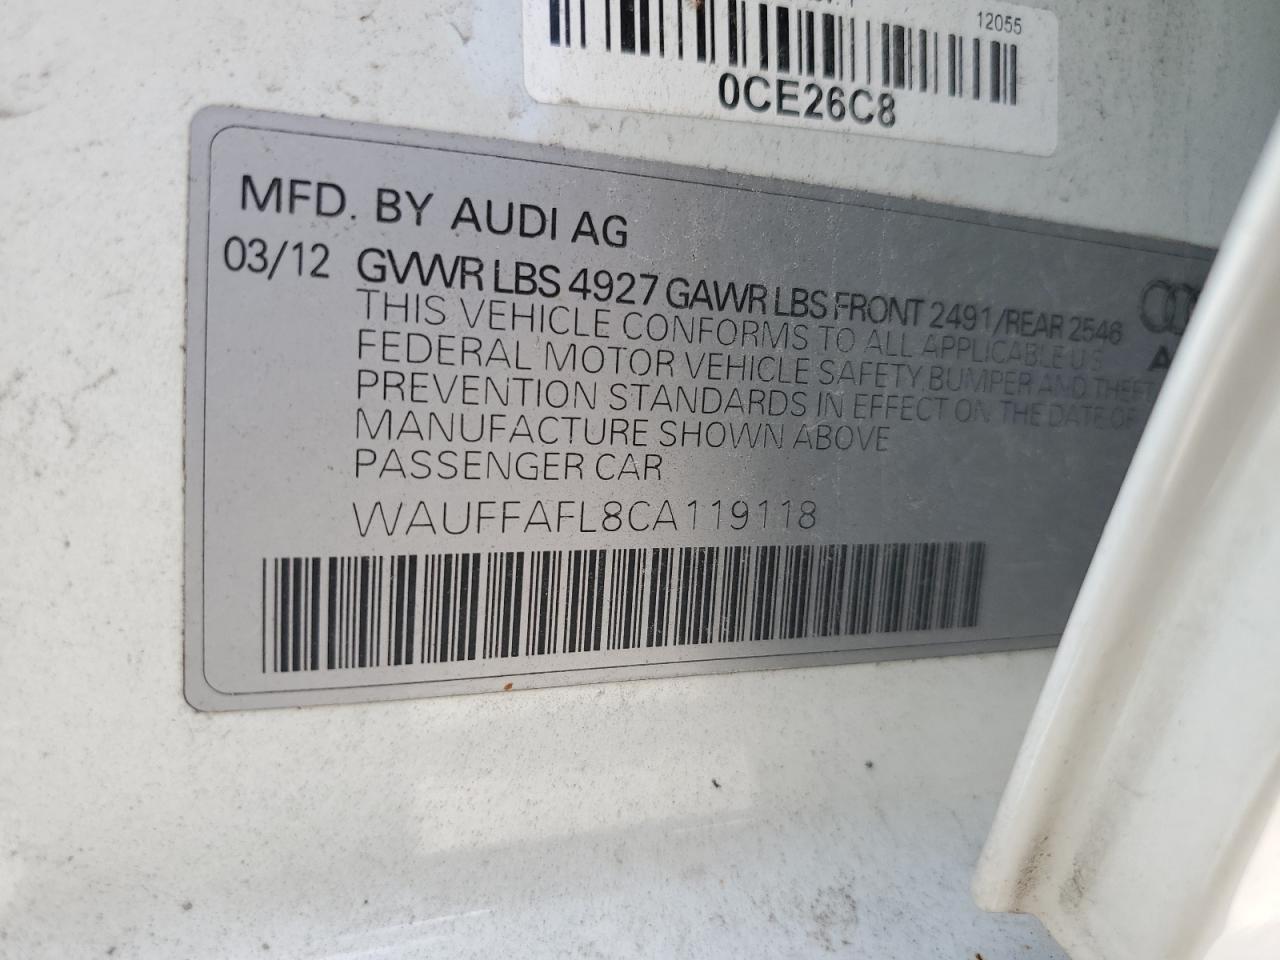 12055
0CE26C8
MFD. BY AUDI AG
03/12 GVWR LBS 4927 GAWR LBS FRONT 2491/REAR 2546
THIS VEHICLE CONFORMS TO ALL APPLICABLE U.S.
FEDERAL MOTOR VEHICLE SAFETY, BUMPER AND THEFT
PREVENTION STANDARDS IN EFFECT ON THE DATE OF
MANUFACTURE SHOWN ABOVE
PASSENGER CAR
WAUFFAFL8CA119118